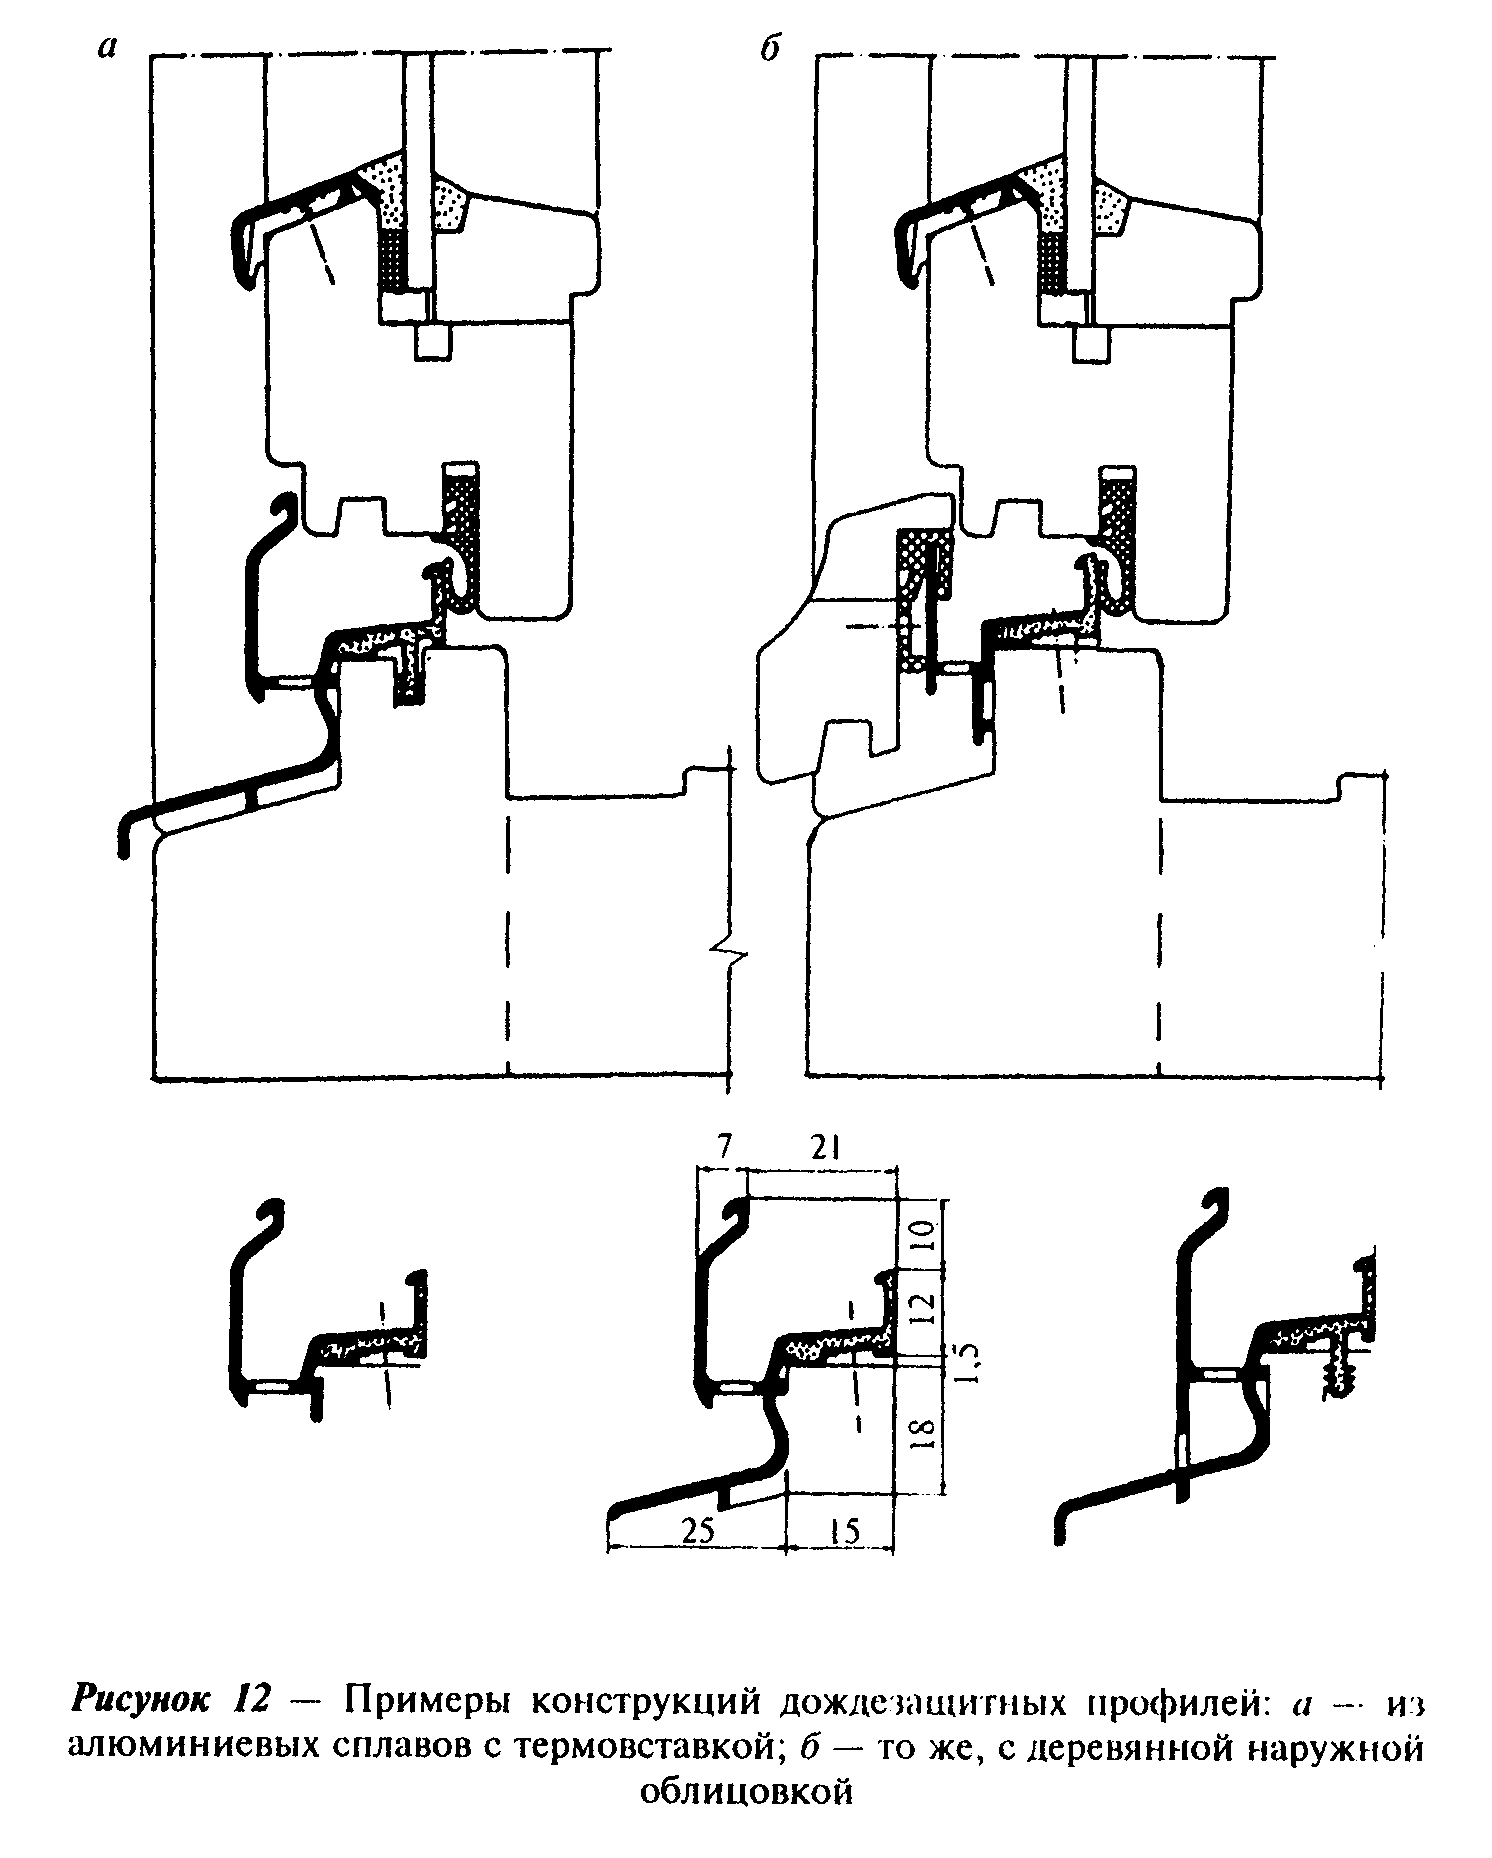 а
б
7 21
10
12
1,5
18
25 15
Рисунок 12 — Примеры конструкций дождезащитных профилей: а — из
алюминиевых сплавов с термовставкой; б — то же, с деревянной наружной
облицовкой